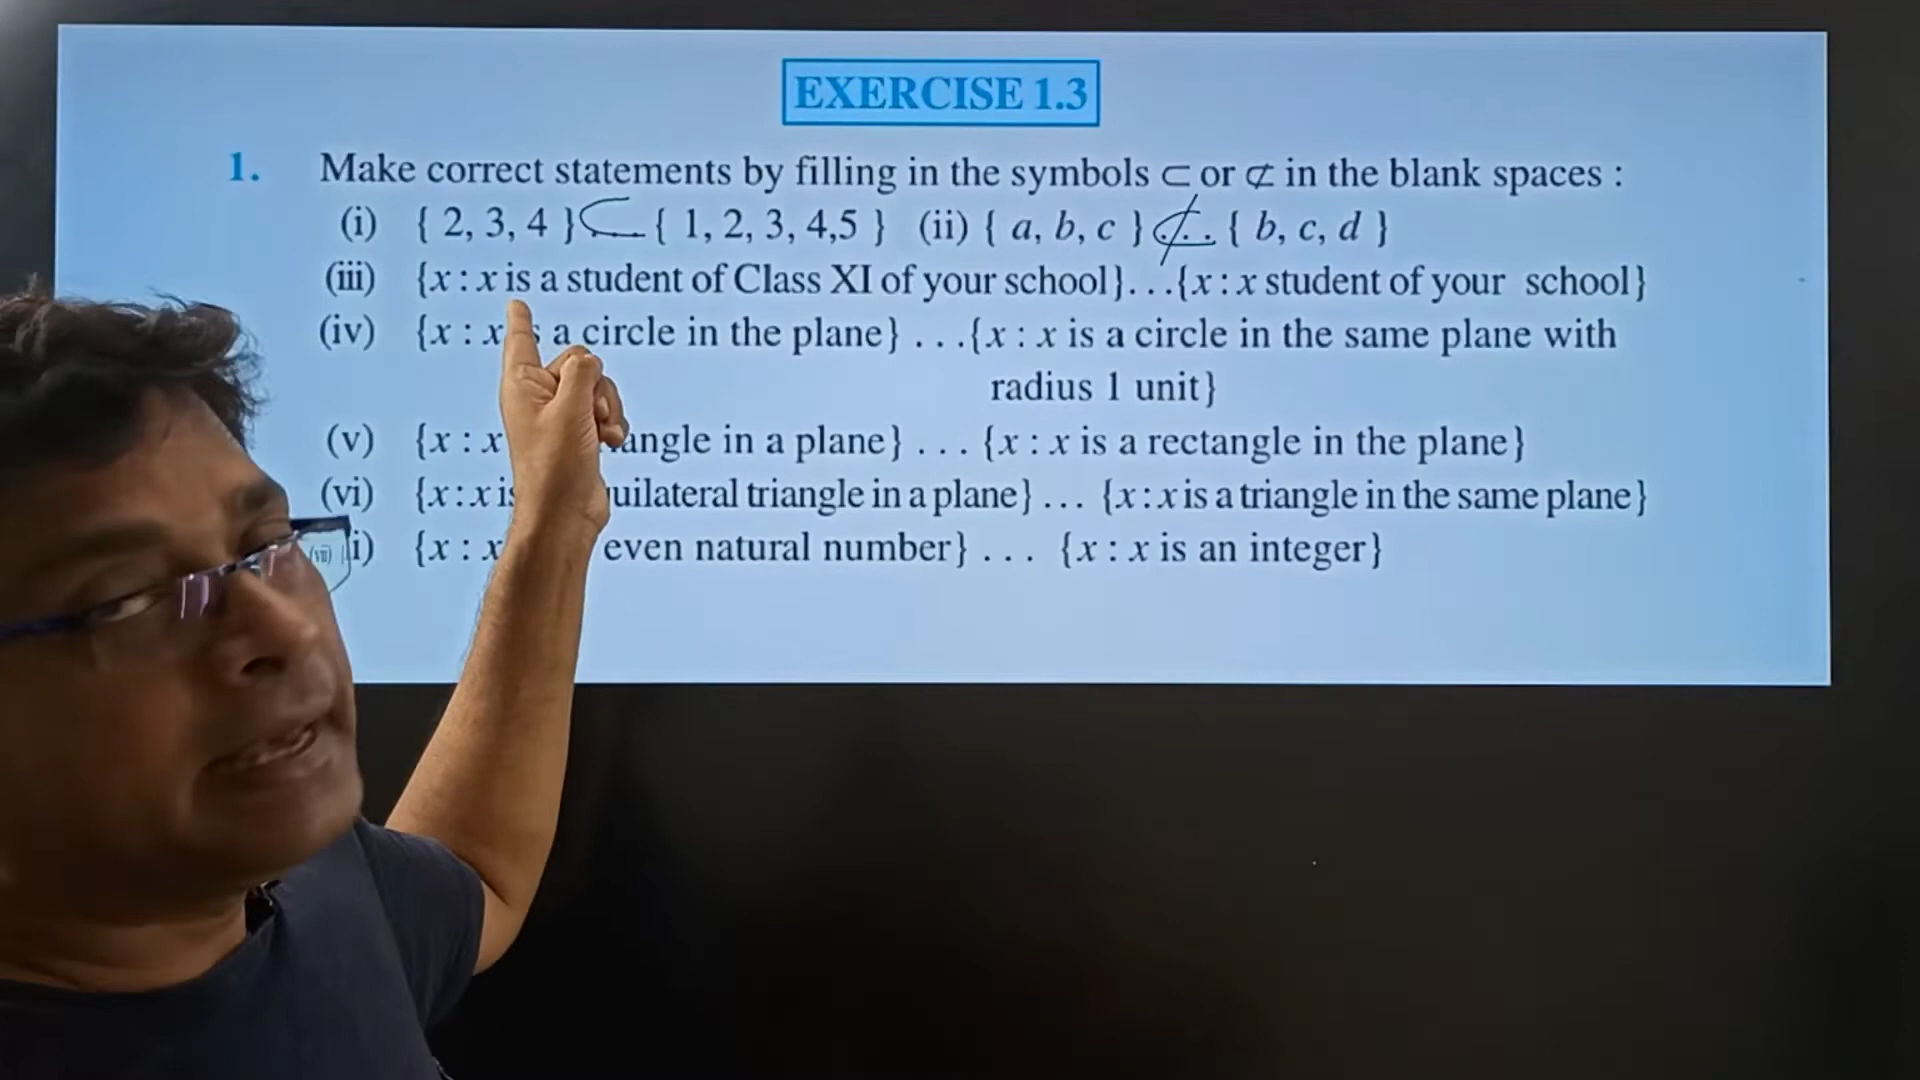 EXERCISE 1.3
1. Make correct statements by filling in the symbols ⊂ or ⊄ in the blank spaces :
(i) { 2, 3, 4 } ⊂ { 1, 2, 3, 4,5 } (ii) { a, b, c } ⊄ . . . { b, c, d }
(iii) {x : x is a student of Class XI of your school}. . .{x : x student of your school}
(iv) {x : x a circle in the plane} . . .{x : x is a circle in the same plane with
radius 1 unit}
(v) {x : x angle in a plane} . . . {x : x is a rectangle in the plane}
(vi) {x : x is uilateral triangle in a plane} . . . {x : x is a triangle in the same plane}
(vii) i) {x : x even natural number} . . . {x : x is an integer}